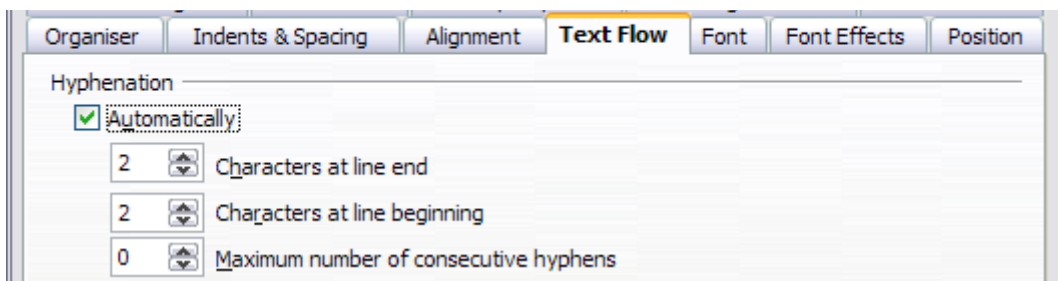 Organiser Indents & Spacing Alignment Text Flow Font Font Effects Position
Hyphenation
Automatically
2 Characters at line end
2 Characters at line beginning
0 Maximum number of consecutive hyphens